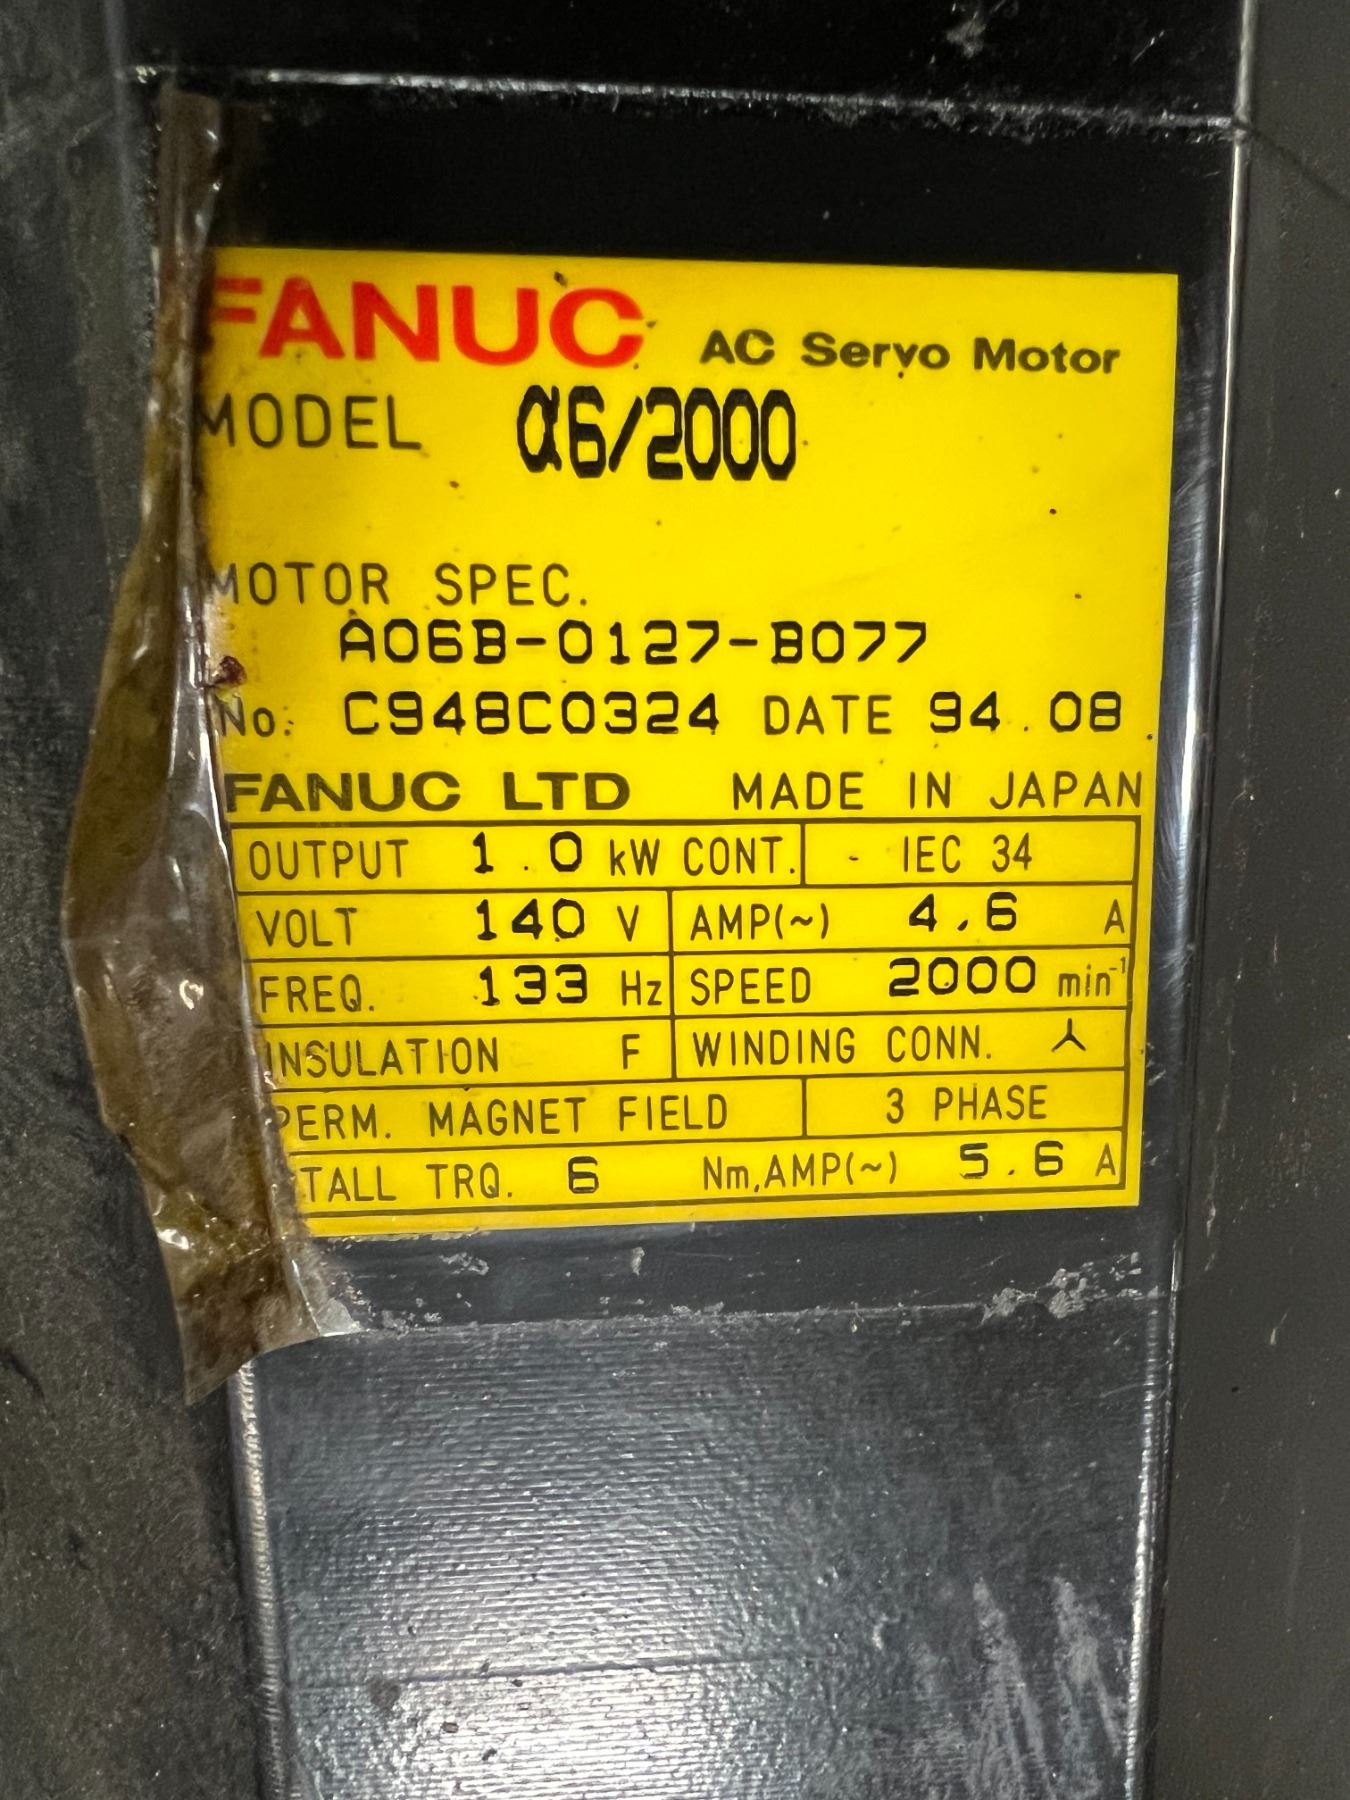 FANUC AC Servo Motor
MODEL α6/2000
MOTOR SPEC.
A06B-0127-B077
No. C948C0324 DATE 94.08
FANUC LTD MADE IN JAPAN
OUTPUT 1.0 kW CONT. - IEC 34
VOLT 140 V AMP(~) 4.6 A
FREQ. 133 Hz SPEED 2000 min⁻¹
INSULATION F WINDING CONN.
PERM. MAGNET FIELD 3 PHASE
TALL TRQ. 6 Nm,AMP(~) 5.6 A